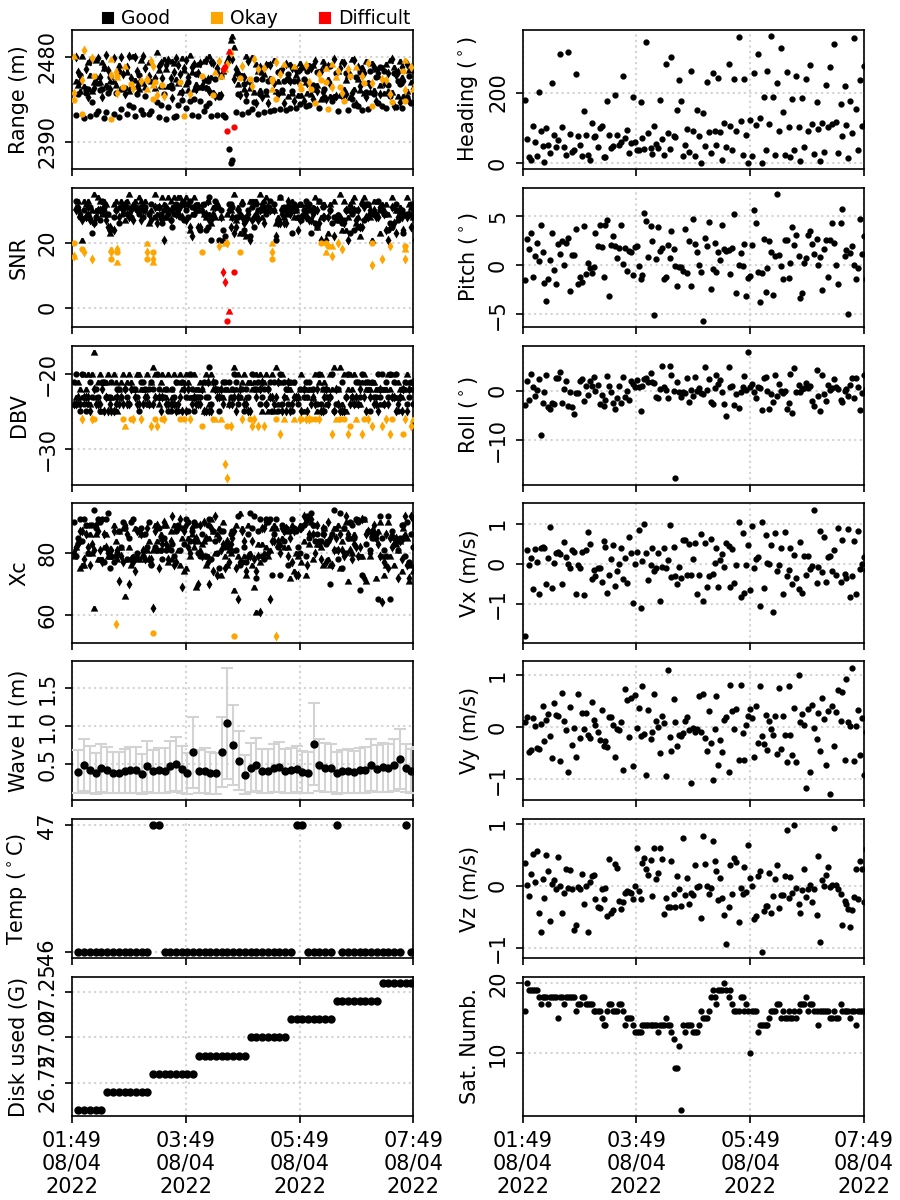 Good Okay Difficult
Range (m)
2480
2390
SNR
20
0
DBV
−20
−30
Xc
80
60
Wave H (m)
1.5
1.0
0.5
Temp (°C)
47
46
Disk used (G)
27.25
27.00
26.75
01:49 03:49 05:49 07:49
08/04 08/04 08/04 08/04
2022 2022 2022 2022
Heading (°)
200
0
Pitch (°)
5
0
−5
Roll (°)
0
−10
Vx (m/s)
1
0
−1
Vy (m/s)
1
0
−1
Vz (m/s)
1
0
−1
Sat. Numb.
20
10
01:49 03:49 05:49 07:49
08/04 08/04 08/04 08/04
2022 2022 2022 2022